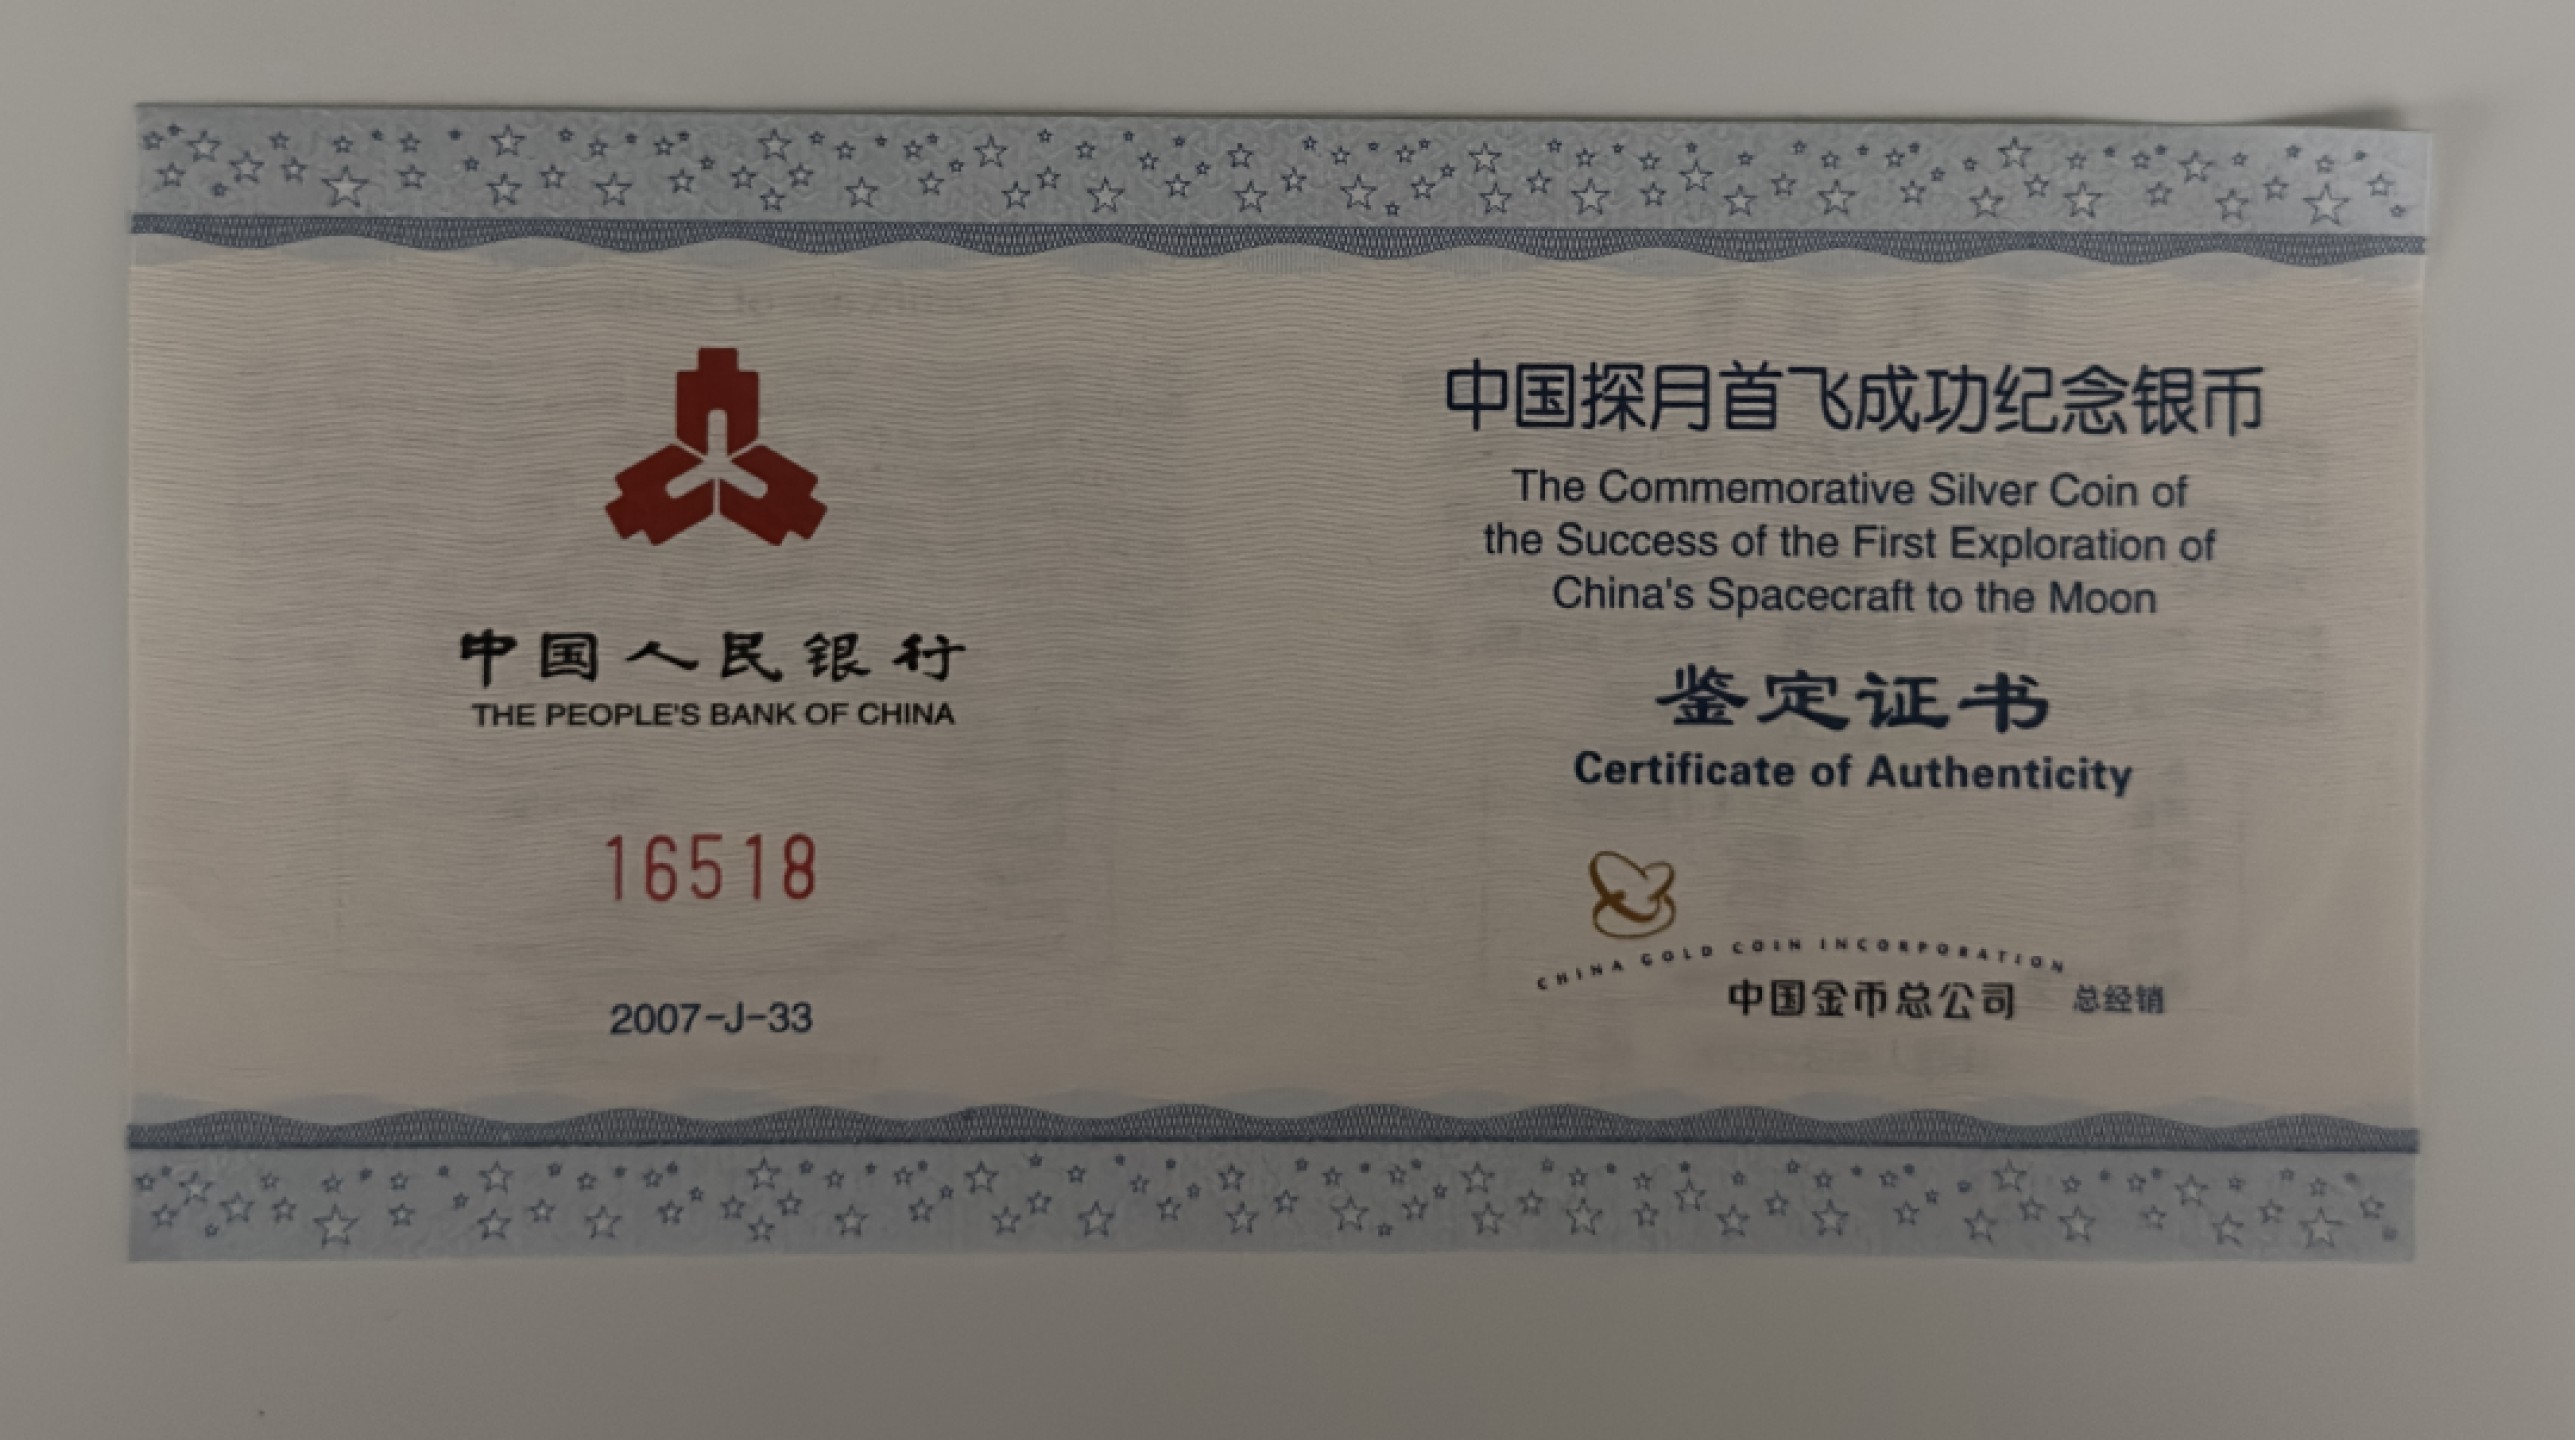 中国人民银行
THE PEOPLE'S BANK OF CHINA
16518
2007-J-33
中国探月首飞成功纪念银币
The Commemorative Silver Coin of
the Success of the First Exploration of
China's Spacecraft to the Moon
鉴定证书
Certificate of Authenticity
CHINA GOLD COIN INCORPORATION
中国金币总公司 总经销